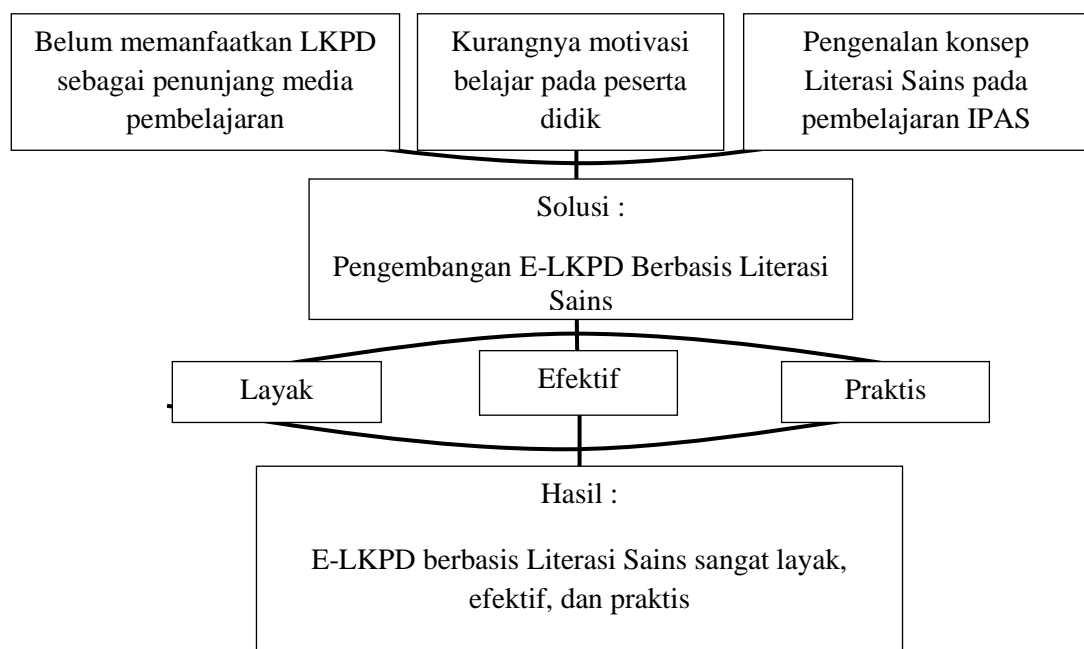 Belum memanfaatkan LKPD
sebagai penunjang media
pembelajaran
Kurangnya motivasi
belajar pada peserta
didik
Pengenalan konsep
Literasi Sains pada
pembelajaran IPAS
Solusi :
Pengembangan E-LKPD Berbasis Literasi
Sains
Layak
Efektif
Praktis
Hasil :
E-LKPD berbasis Literasi Sains sangat layak,
efektif, dan praktis